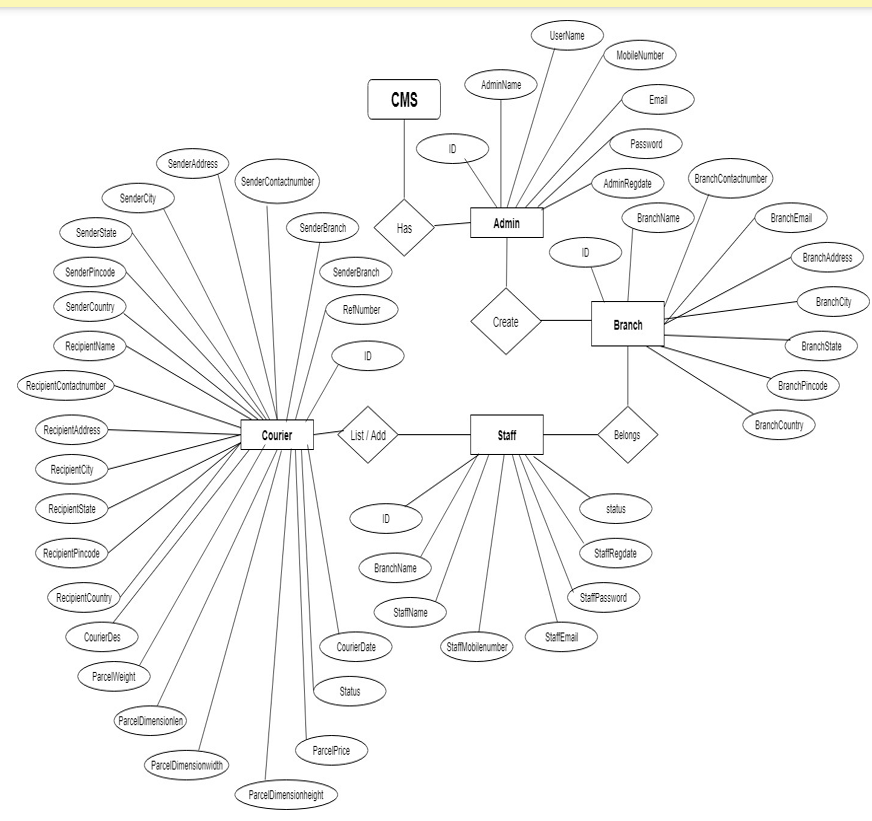 UserName
MobileNumber
AdminName
CMS
Email
ID
Password
SenderAddress
SenderContactnumber
AdminRegdate
BranchContactnumber
SenderCity
BranchName
BranchEmail
SenderState
SenderBranch
Has
Admin
ID
BranchAddress
SenderPincode
SenderBranch
SenderCountry
RefNumber
BranchCity
Create
Branch
RecipientName
ID
BranchState
RecipientContactnumber
BranchPincode
RecipientAddress
Courier
List / Add
Staff
Belongs
BranchCountry
RecipientCity
RecipientState
ID
status
RecipientPincode
BranchName
StaffRegdate
RecipientCountry
StaffName
StaffPassword
CourierDes
CourierDate
StaffMobilenumber
StaffEmail
ParcelWeight
Status
ParcelDimensionlen
ParcelPrice
ParcelDimensionwidth
ParcelDimensionheight